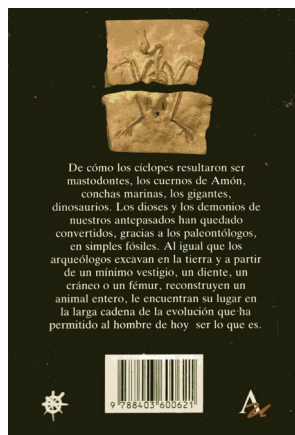 De cómo los cíclopes resultaron ser
mastodontes, los cuernos de Amón,
conchas marinas, los gigantes,
dinosaurios. Los dioses y los demonios de
nuestros antepasados han quedado
convertidos, gracias a los paleontólogos,
en simples fósiles. Al igual que los
arqueólogos excavan en la tierra y a partir
de un mínimo vestigio, un diente, un
cráneo o un fémur, reconstruyen un
animal entero, le encuentran su lugar en
la larga cadena de la evolución que ha
permitido al hombre de hoy ser lo que es.
9 788403 600621